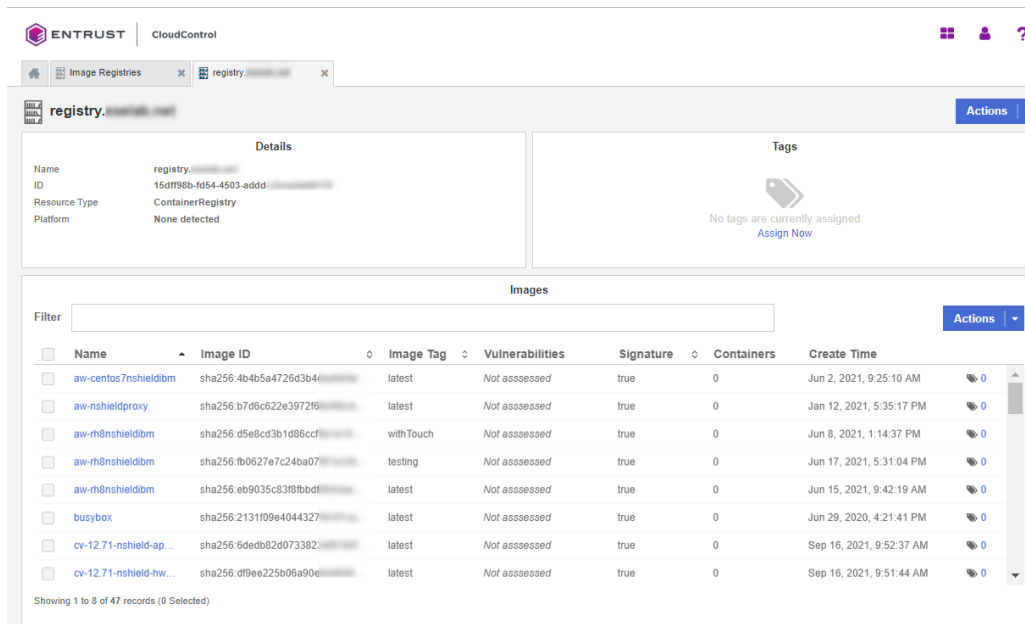 ENTRUST CloudControl ?
Image Registries registry.
registry.
Actions
Details
Name registry.
ID 15dff98b-fd54-4503-addd
Resource Type ContainerRegistry
Platform None detected
Tags
No tags are currently assigned
Assign Now
Images
Filter
Actions
Name Image ID Image Tag Vulnerabilities Signature Containers Create Time
aw-centos7nshieldibm sha256:4b4b5a4726d3b4 latest Not asssessed true 0 Jun 2, 2021, 9:25:10 AM 0
aw-nshieldproxy sha256:b7d6c622e3972f6 latest Not asssessed true 0 Jan 12, 2021, 5:35:17 PM 0
aw-rh8nshieldibm sha256:d5e8cd3b1d86ccf withTouch Not asssessed true 0 Jun 8, 2021, 1:14:37 PM 0
aw-rh8nshieldibm sha256:fb0627e7c24ba07 testing Not asssessed true 0 Jun 17, 2021, 5:31:04 PM 0
aw-rh8nshieldibm sha256:eb9035c83f8fbbdf latest Not asssessed true 0 Jun 15, 2021, 9:42:19 AM 0
busybox sha256:2131f09e4044327 latest Not asssessed true 0 Jun 29, 2020, 4:21:41 PM 0
cv-12.71-nshield-ap... sha256:6dedb82d073382 latest Not asssessed true 0 Sep 16, 2021, 9:52:37 AM 0
cv-12.71-nshield-hw... sha256:df9ee225b06a90e latest Not asssessed true 0 Sep 16, 2021, 9:51:44 AM 0
Showing 1 to 8 of 47 records (0 Selected)